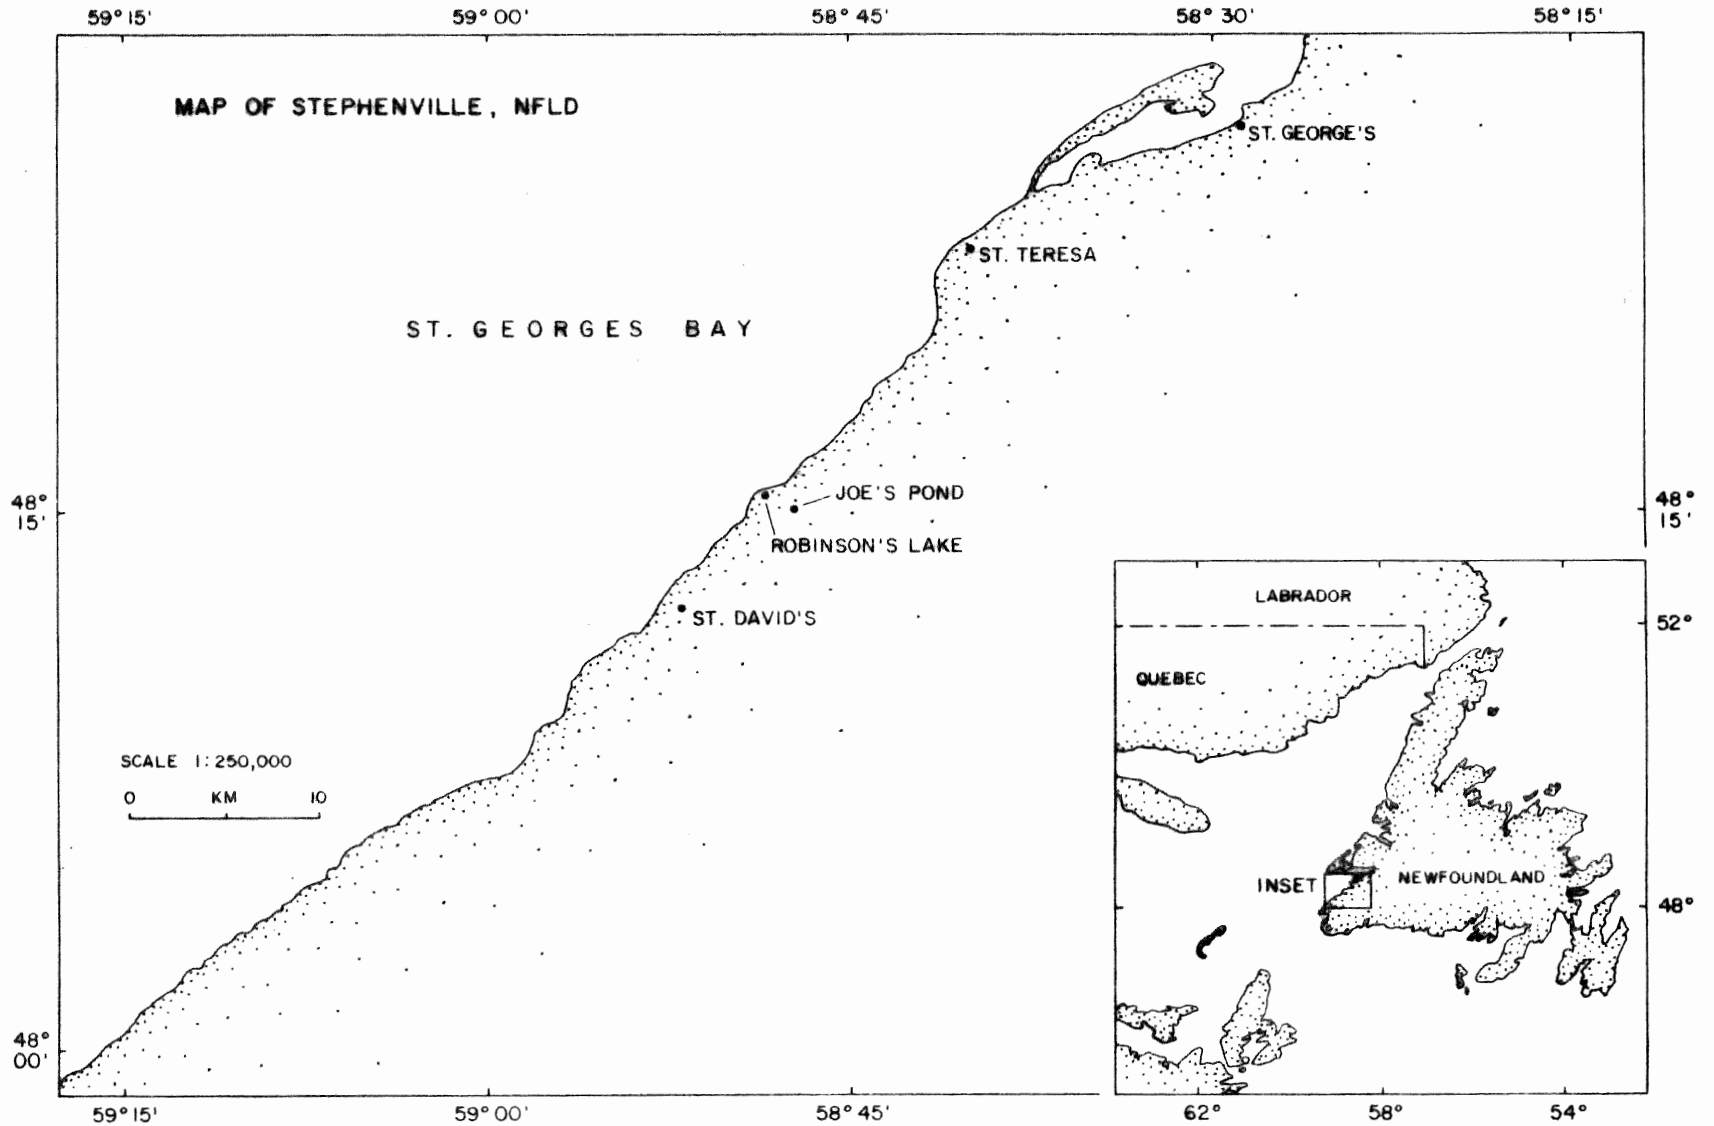 59° 15' 59° 00' 58° 45' 58° 30' 58° 15'
MAP OF STEPHENVILLE, NFLD
ST. GEORGE'S
ST. TERESA
ST. GEORGES BAY
JOE'S POND
48°
15'
48°
15'
ROBINSON'S LAKE
LABRADOR
ST. DAVID'S
52°
QUEBEC
SCALE 1:250,000
0 KM 10
INSET
NEWFOUNDLAND
48°
48°
00'
59° 15' 59° 00' 58° 45' 62° 58° 54°